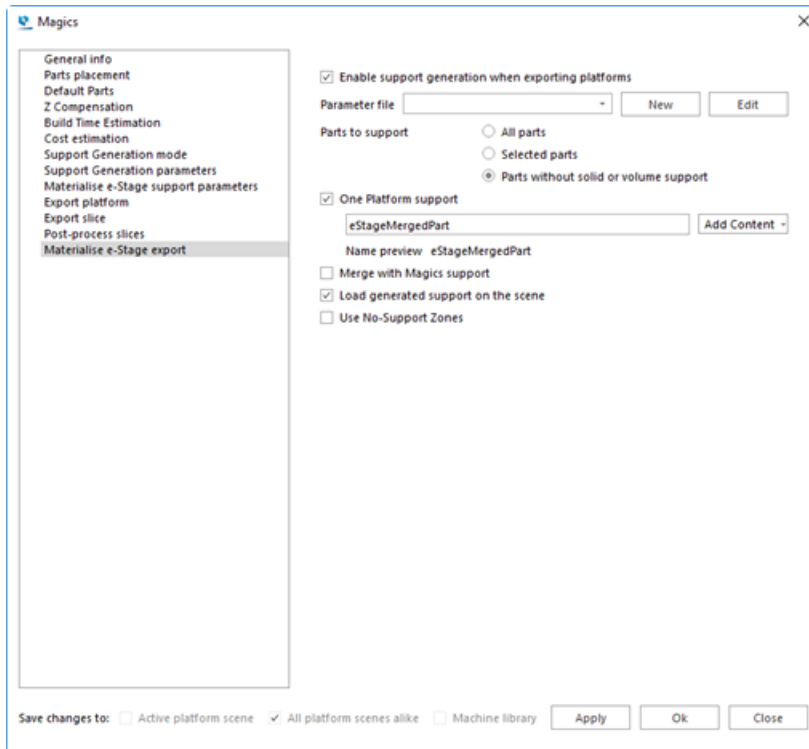 Magics
General info
Parts placement
Default Parts
Z Compensation
Build Time Estimation
Cost estimation
Support Generation mode
Support Generation parameters
Materialise e-Stage support parameters
Export platform
Export slice
Post-process slices
Materialise e-Stage export
Enable support generation when exporting platforms
Parameter file New Edit
Parts to support All parts
Selected parts
Parts without solid or volume support
One Platform support
eStageMergedPart Add Content
Name preview eStageMergedPart
Merge with Magics support
Load generated support on the scene
Use No-Support Zones
Save changes to: Active platform scene All platform scenes alike Machine library Apply Ok Close